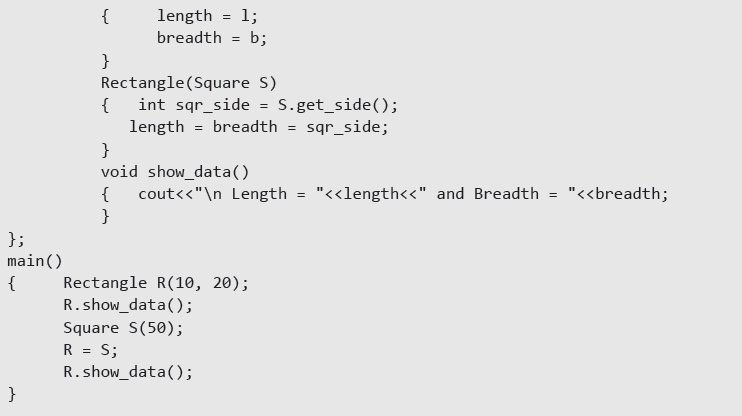 {     length = l;
      breadth = b;
}
Rectangle(Square S)
{   int sqr_side = S.get_side();
   length = breadth = sqr_side;
}
void show_data()
{   cout<<"\n Length = "<<length<<" and Breadth = "<<breadth;
}
};
main()
{     Rectangle R(10, 20);
      R.show_data();
      Square S(50);
      R = S;
      R.show_data();
}